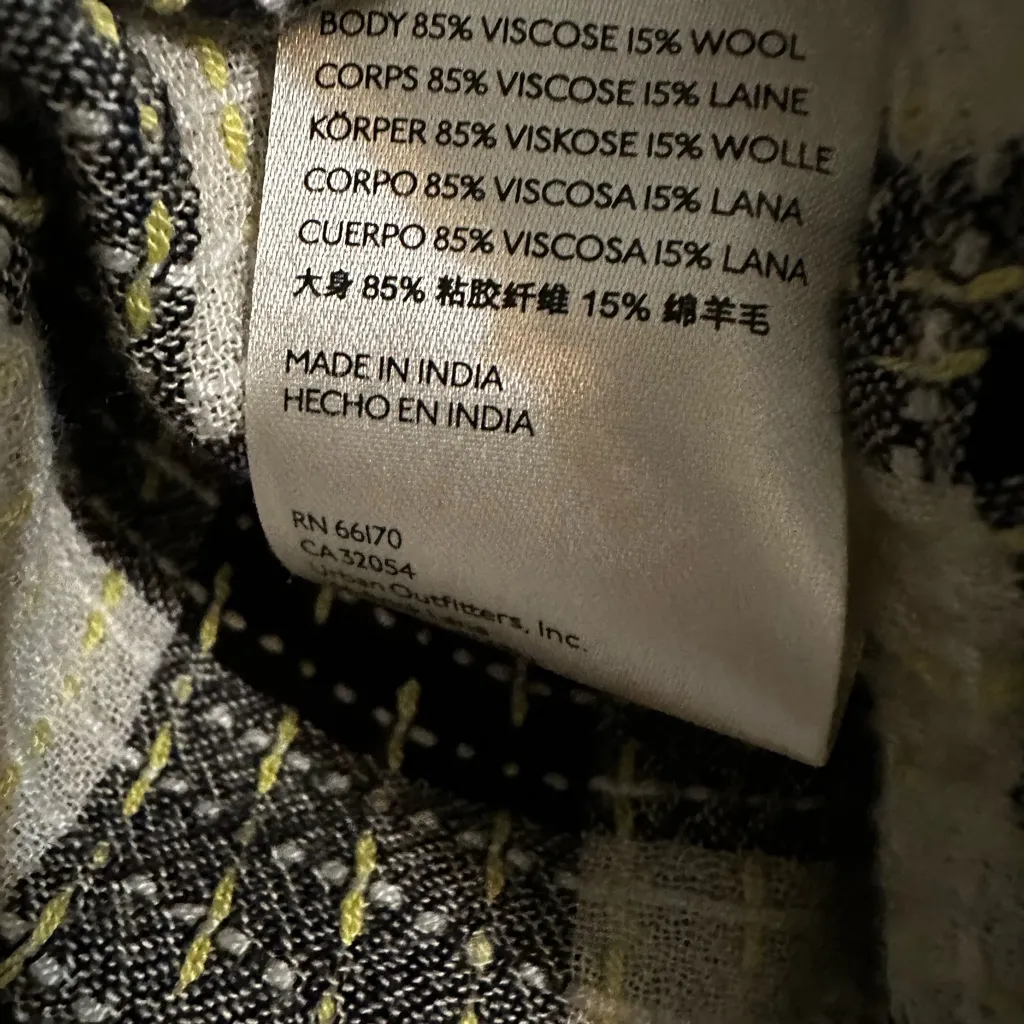 BODY 85% VISCOSE 15% WOOL
CORPS 85% VISCOSE 15% LAINE
KÖRPER 85% VISKOSE 15% WOLLE
CORPO 85% VISCOSA 15% LANA
CUERPO 85% VISCOSA 15% LANA
大身 85% 粘胶纤维 15% 绵羊毛
MADE IN INDIA
HECHO EN INDIA
RN 66170
CA 32054
Urban Outfitters, Inc.